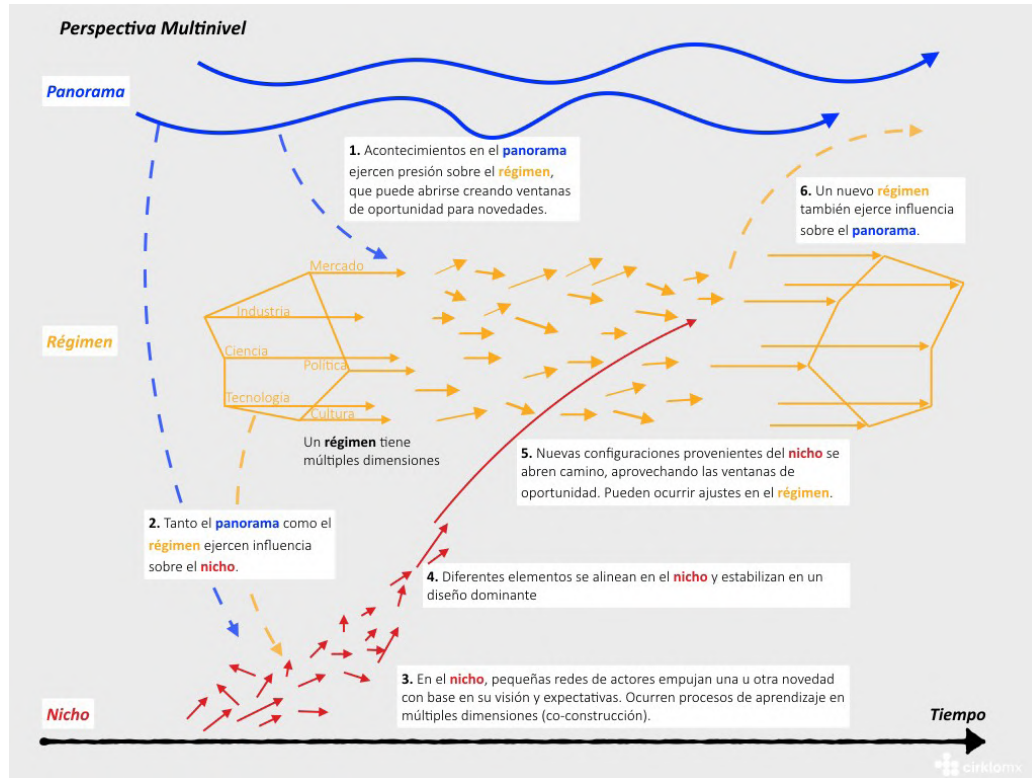 Perspectiva Multinivel
Panorama
1. Acontecimientos en el panorama
ejercen presión sobre el régimen,
que puede abrirse creando ventanas
de oportunidad para novedades.
6. Un nuevo régimen
también ejerce influencia
sobre el panorama.
Mercado
Industria
Régimen
Ciencia
Política
Tecnologia
Cultura
Un régimen tiene
múltiples dimensiones
5. Nuevas configuraciones provenientes del nicho se
abren camino, aprovechando las ventanas de
oportunidad. Pueden ocurrir ajustes en el régimen.
2. Tanto el panorama como el
régimen ejercen influencia
sobre el nicho.
4. Diferentes elementos se alinean en el nicho y estabilizan en un
diseño dominante
3. En el nicho, pequeñas redes de actores empujan una u otra novedad
con base en su visión y expectativas. Ocurren procesos de aprendizaje en
múltiples dimensiones (co-construcción).
Nicho
Tiempo
cirklomx